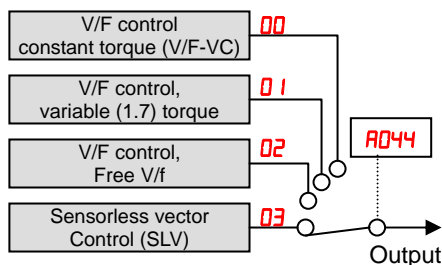 V/F control
constant torque (V/F-VC)
00
V/F control,
variable (1.7) torque
01
A044
V/F control,
Free V/f
02
Sensorless vector
Control (SLV)
03
Output